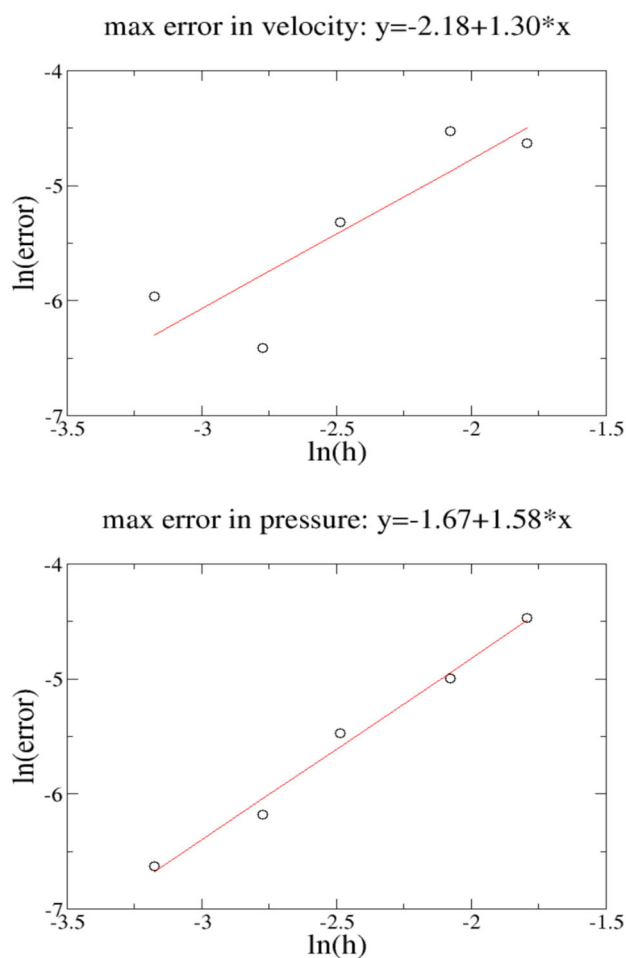 max error in velocity: y=-2.18+1.30*x
-4
-5
-6
-7
ln(error)
-3.5 -3 -2.5 -2 -1.5
ln(h)
max error in pressure: y=-1.67+1.58*x
-4
-5
-6
-7
ln(error)
-3.5 -3 -2.5 -2 -1.5
ln(h)